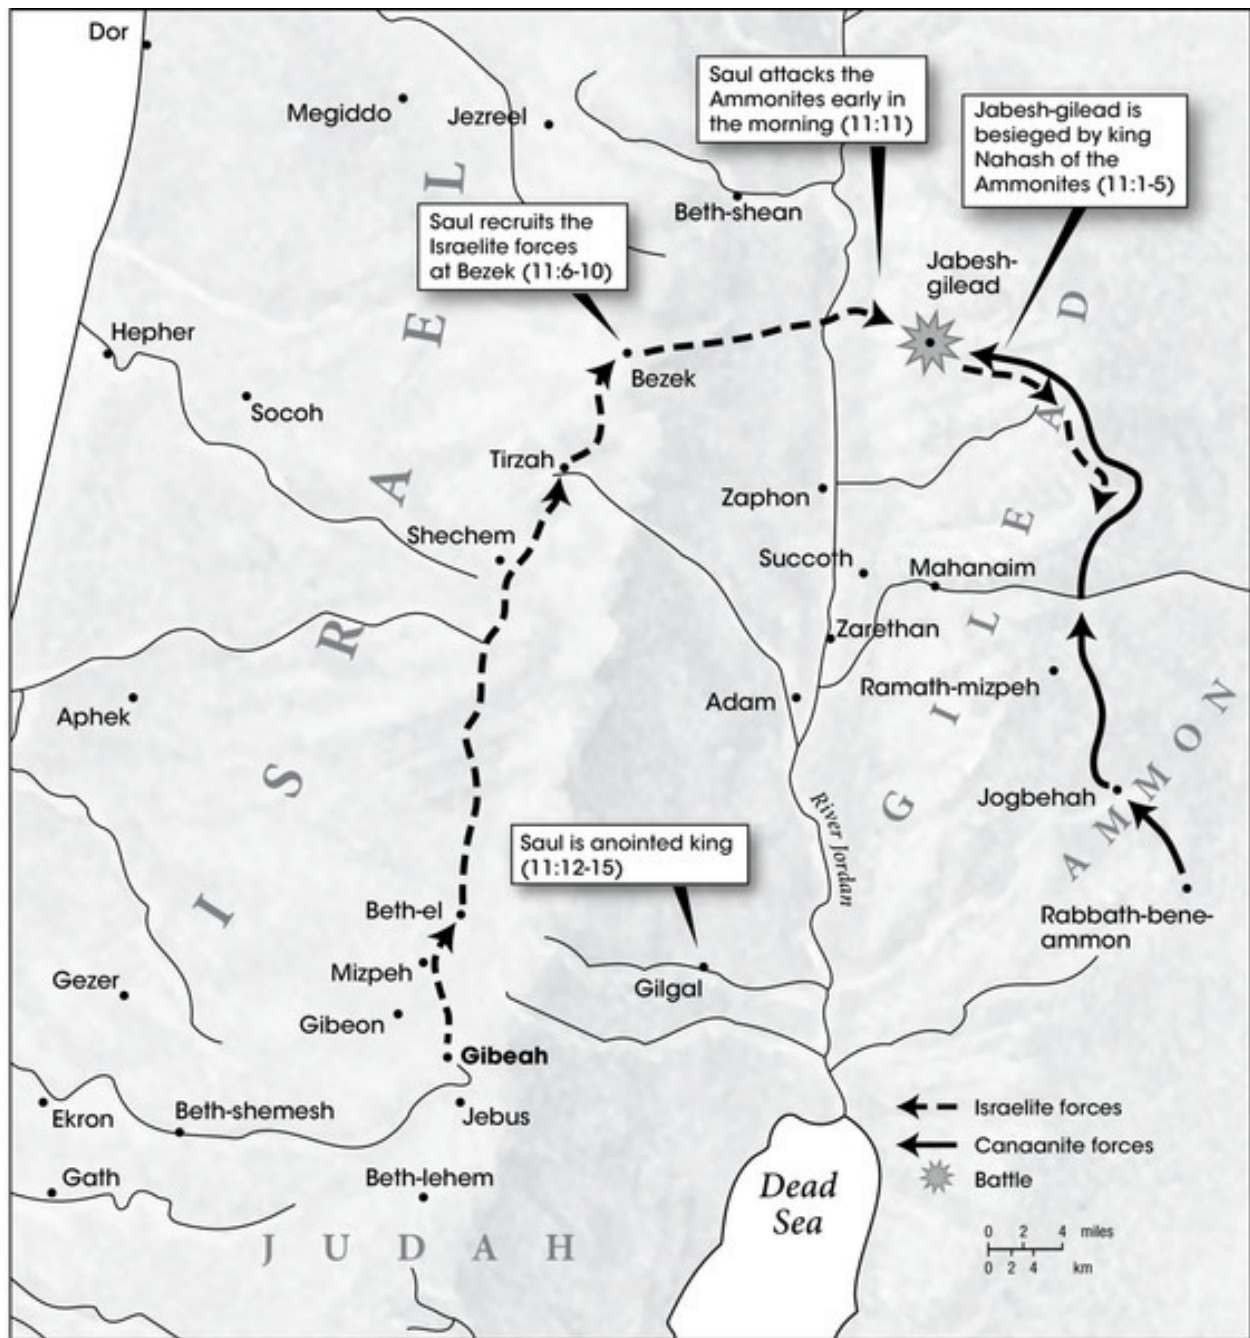 Dor
Saul attacks the
Ammonites early in
the morning (11:11)
Jabesh-gilead is
besieged by king
Nahash of the
Ammonites (11:1-5)
Megiddo
Jezreel
Beth-shean
Saul recruits the
Israelite forces
at Bezek (11:6-10)
Jabesh-
gilead
Hepher
Bezek
Socoh
Tirzah
Zaphon
Shechem
Succoth
Mahanaim
Zarethan
Ramath-mizpeh
Adam
Aphek
Jogbehah
River Jordan
Saul is anointed king
(11:12-15)
Beth-el
Rabbath-bene-
ammon
Mizpeh
Gezer
Gilgal
Gibeon
Gibeah
Ekron
Beth-shemesh
Jebus
Gath
Beth-lehem
ISRAEL
GILEAD
AMMON
JUDAH
Dead
Sea
Israelite forces
Canaanite forces
Battle
0 2 4 miles
0 2 4 km